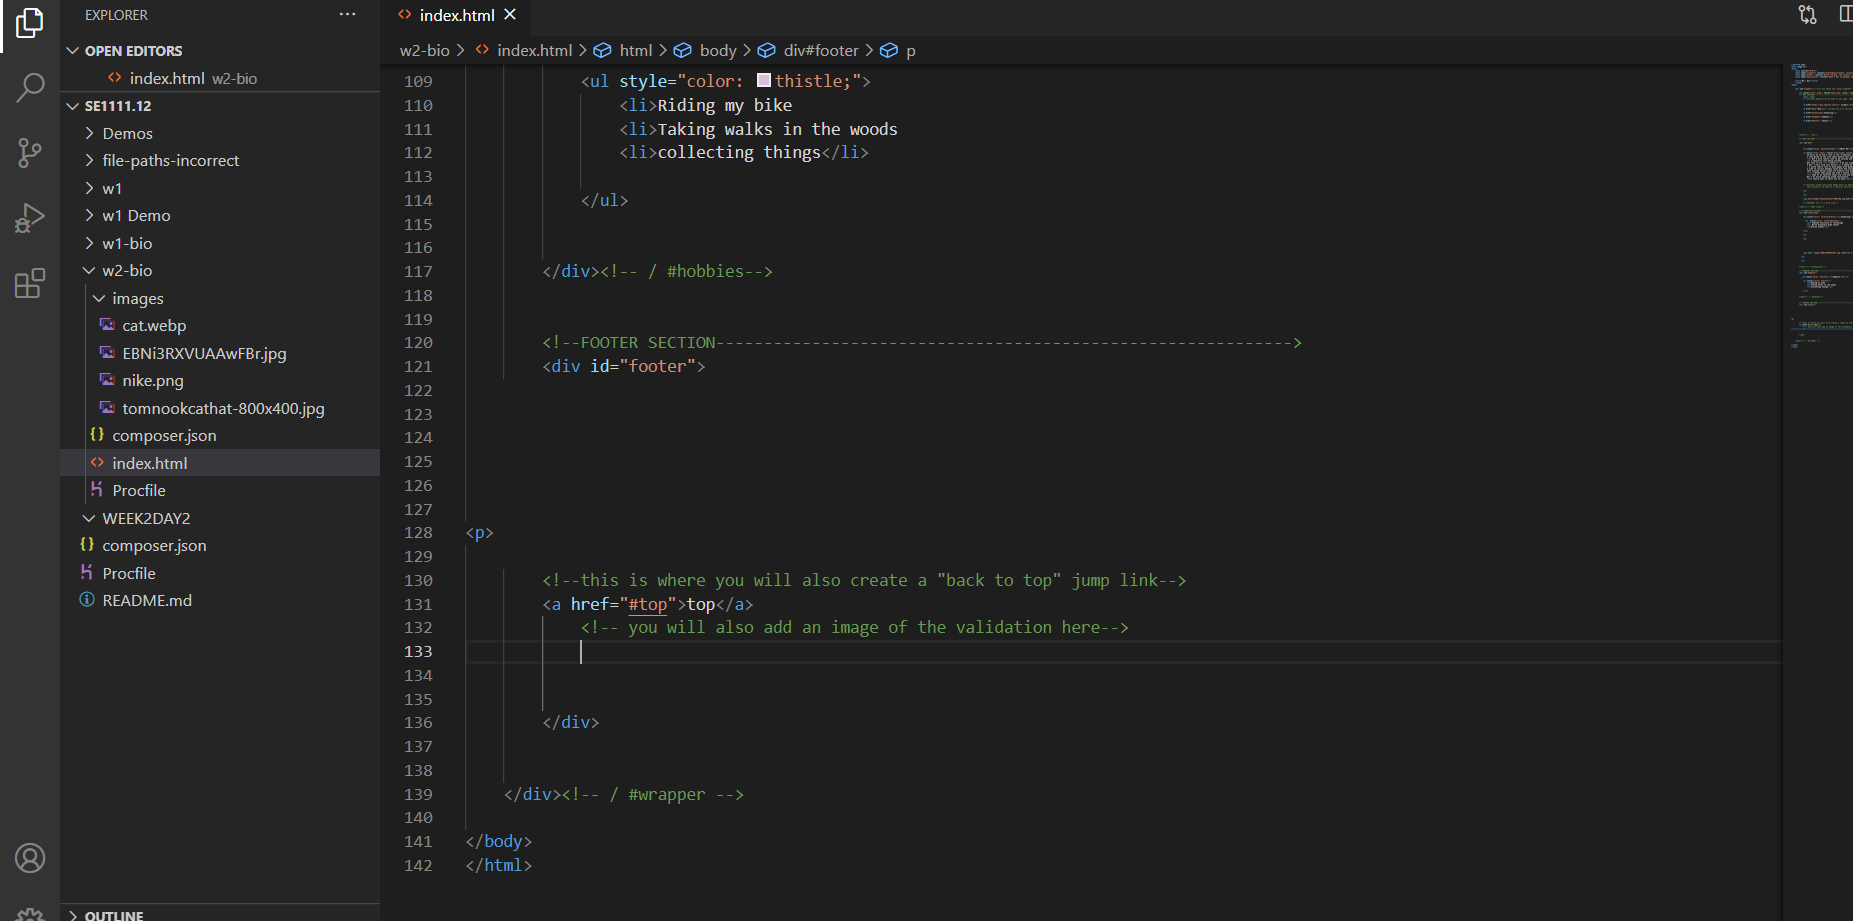 EXPLORER
OPEN EDITORS
index.html w2-bio
SE1111.12
Demos
file-paths-incorrect
w1
w1 Demo
w1-bio
w2-bio
images
cat.webp
EBNi3RXVUAAwFBr.jpg
nike.png
tomnookcathat-800x400.jpg
composer.json
index.html
Procfile
WEEK2DAY2
composer.json
Procfile
README.md
OUTLINE
index.html
w2-bio > index.html > html > body > div#footer > p
109 <ul style="color: thistle;">
110 <li>Riding my bike
111 <li>Taking walks in the woods
112 <li>collecting things</li>
113
114 </ul>
115
116
117 </div><!-- / #hobbies-->
118
119
120 <!--FOOTER SECTION------------------------------------------------------------>
121 <div id="footer">
122
123
124
125
126
127
128 <p>
129
130 <!--this is where you will also create a "back to top" jump link-->
131 <a href="#top">top</a>
132 <!-- you will also add an image of the validation here-->
133
134
135
136 </div>
137
138
139 </div><!-- / #wrapper -->
140
141 </body>
142 </html>